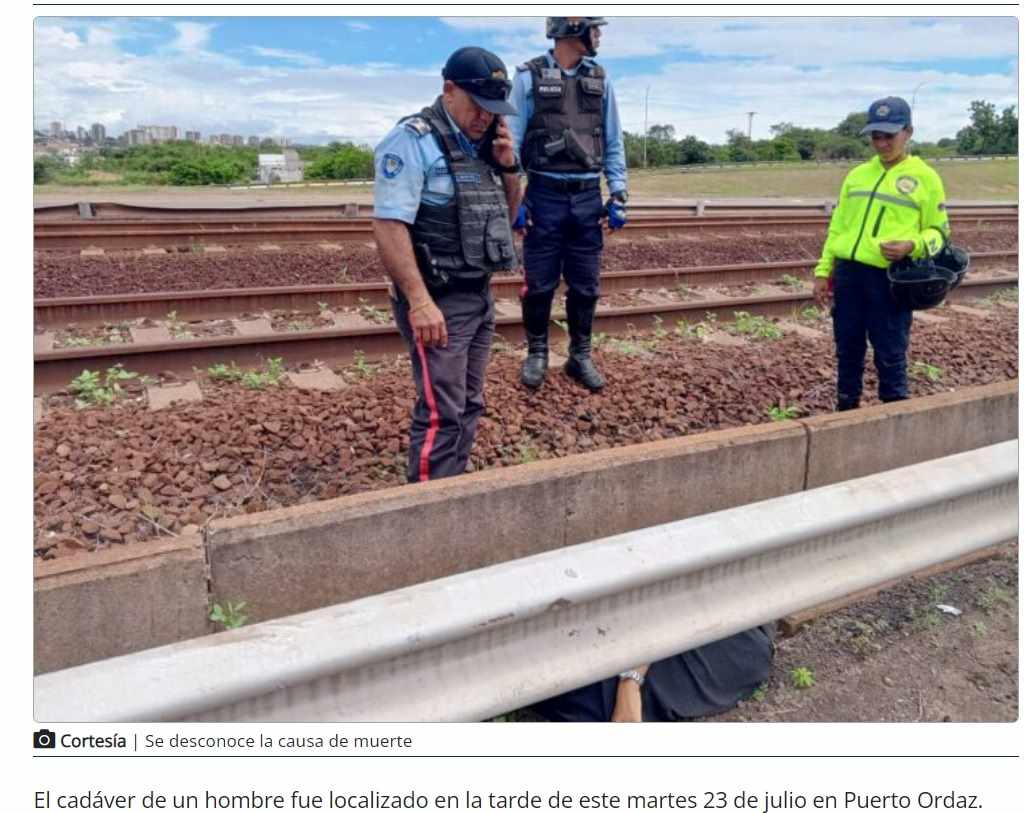 POLICIA
Cortesía | Se desconoce la causa de muerte
El cadáver de un hombre fue localizado en la tarde de este martes 23 de julio en Puerto Ordaz.